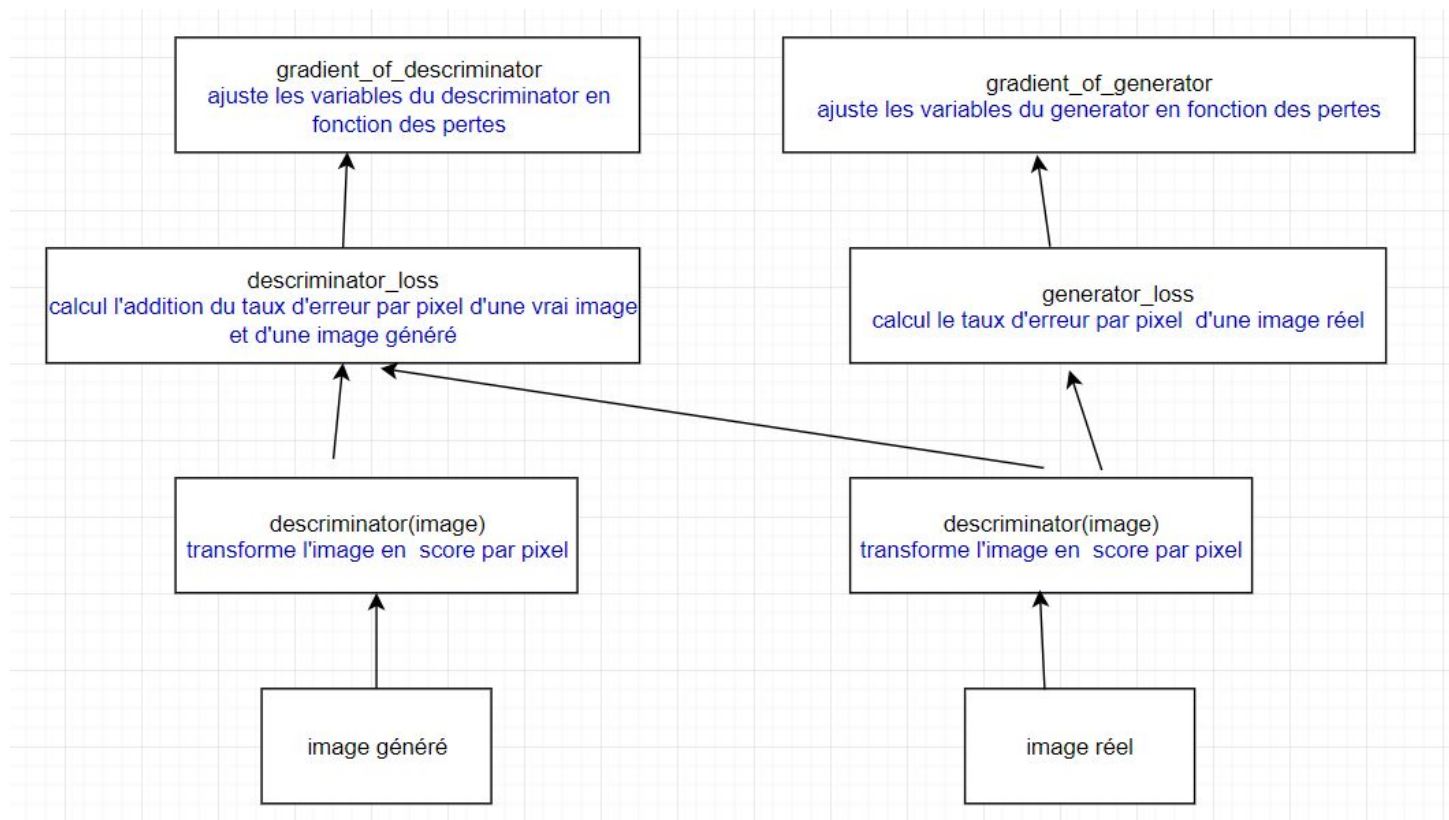 gradient_of_descriminator
ajuste les variables du descriminator en
fonction des pertes
gradient_of_generator
ajuste les variables du generator en fonction des pertes
descriminator_loss
calcul l'addition du taux d'erreur par pixel d'une vrai image
et d'une image généré
generator_loss
calcul le taux d'erreur par pixel d'une image réel
descriminator(image)
transforme l'image en score par pixel
descriminator(image)
transforme l'image en score par pixel
image généré
image réel